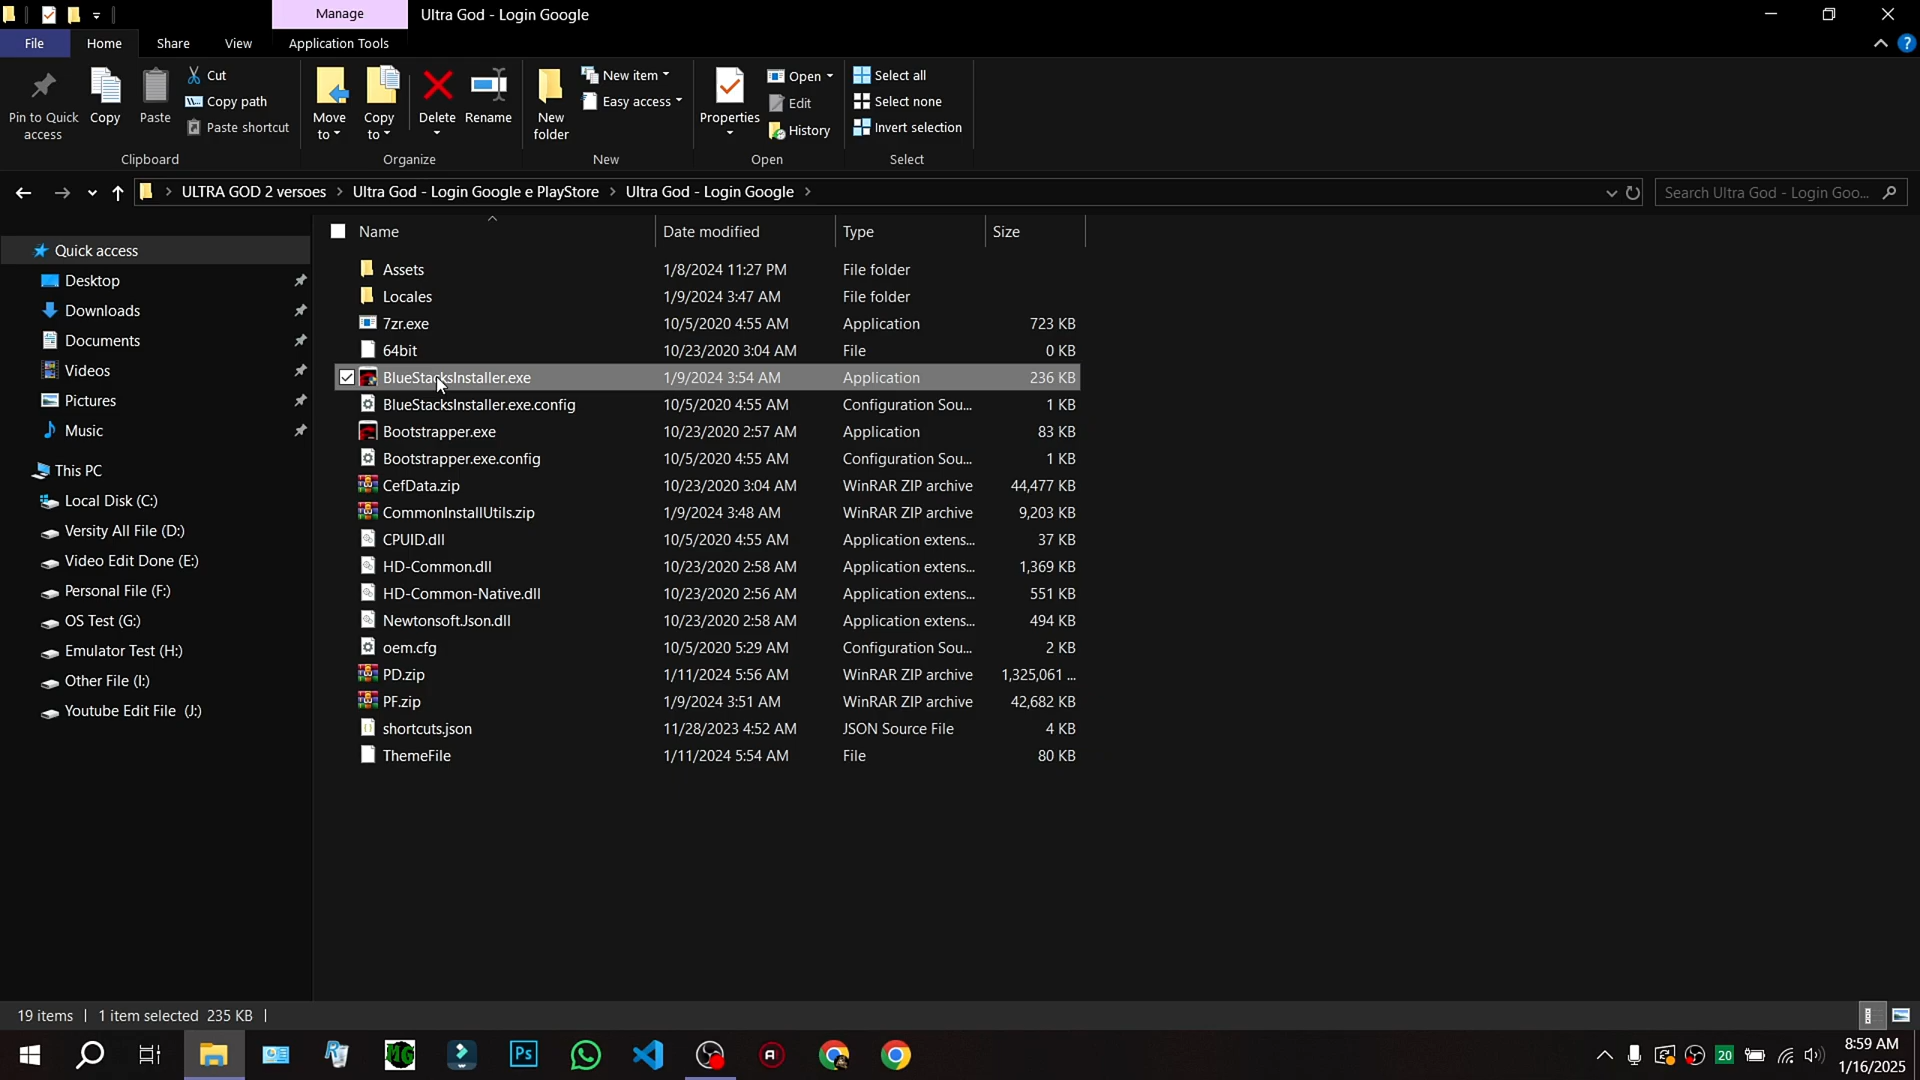 Manage
Ultra God - Login Google
File
Home
Share
View
Application Tools
Pin to Quick access
Copy
Paste
Cut
Copy path
Paste shortcut
Clipboard
Move to
Copy to
Delete
Rename
Organize
New folder
New item
Easy access
New
Properties
Open
Edit
History
Open
Select all
Select none
Invert selection
Select
ULTRA GOD 2 versoes > Ultra God - Login Google e PlayStore > Ultra God - Login Google >
Search Ultra God - Login Goo...
Quick access
Desktop
Downloads
Documents
Videos
Pictures
Music
This PC
Local Disk (C:)
Versity All File (D:)
Video Edit Done (E:)
Personal File (F:)
OS Test (G:)
Emulator Test (H:)
Other File (I:)
Youtube Edit File (J:)
Name Date modified Type Size
Assets 1/8/2024 11:27 PM File folder
Locales 1/9/2024 3:47 AM File folder
7zr.exe 10/5/2020 4:55 AM Application 723 KB
64bit 10/23/2020 3:04 AM File 0 KB
BlueStacksInstaller.exe 1/9/2024 3:54 AM Application 236 KB
BlueStacksInstaller.exe.config 10/5/2020 4:55 AM Configuration Sou... 1 KB
Bootstrapper.exe 10/23/2020 2:57 AM Application 83 KB
Bootstrapper.exe.config 10/5/2020 4:55 AM Configuration Sou... 1 KB
CefData.zip 10/23/2020 3:04 AM WinRAR ZIP archive 44,477 KB
CommonInstallUtils.zip 1/9/2024 3:48 AM WinRAR ZIP archive 9,203 KB
CPUID.dll 10/5/2020 4:55 AM Application extens... 37 KB
HD-Common.dll 10/23/2020 2:58 AM Application extens... 1,369 KB
HD-Common-Native.dll 10/23/2020 2:56 AM Application extens... 551 KB
Newtonsoft.Json.dll 10/23/2020 2:58 AM Application extens... 494 KB
oem.cfg 10/5/2020 5:29 AM Configuration Sou... 2 KB
PD.zip 1/11/2024 5:56 AM WinRAR ZIP archive 1,325,061 ...
PF.zip 1/9/2024 3:51 AM WinRAR ZIP archive 42,682 KB
shortcuts.json 11/28/2023 4:52 AM JSON Source File 4 KB
ThemeFile 1/11/2024 5:54 AM File 80 KB
19 items
1 item selected 235 KB
MG
Ps
20
8:59 AM
1/16/2025